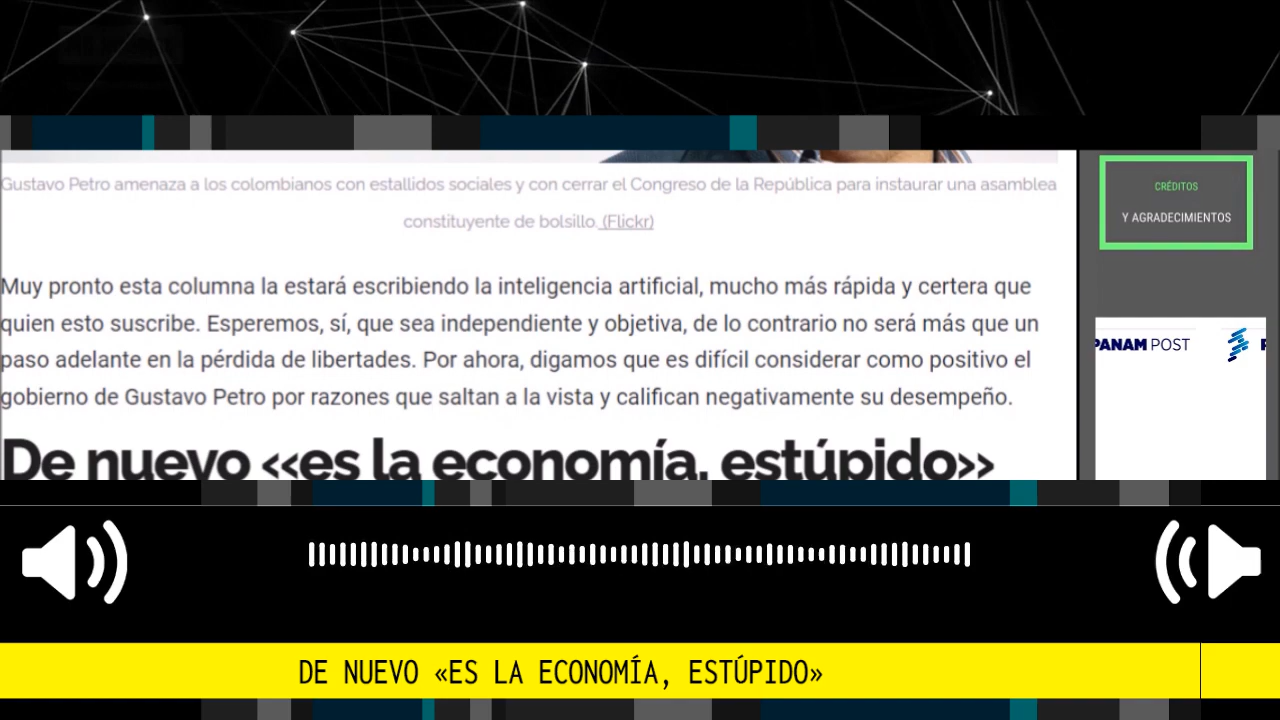 Gustavo Petro amenaza a los colombianos con estallidos sociales y con cerrar el Congreso de la República para instaurar una asamblea
constituyente de bolsillo. (Flickr)
Muy pronto esta columna la estará escribiendo la inteligencia artificial, mucho más rápida y certera que
quien esto suscribe. Esperemos, sí, que sea independiente y objetiva, de lo contrario no será más que un
paso adelante en la pérdida de libertades. Por ahora, digamos que es difícil considerar como positivo el
gobierno de Gustavo Petro por razones que saltan a la vista y califican negativamente su desempeño.
De nuevo «es la economía, estúpido»
CRÉDITOS
Y AGRADECIMIENTOS
PANAM POST
DE NUEVO «ES LA ECONOMÍA, ESTÚPIDO»